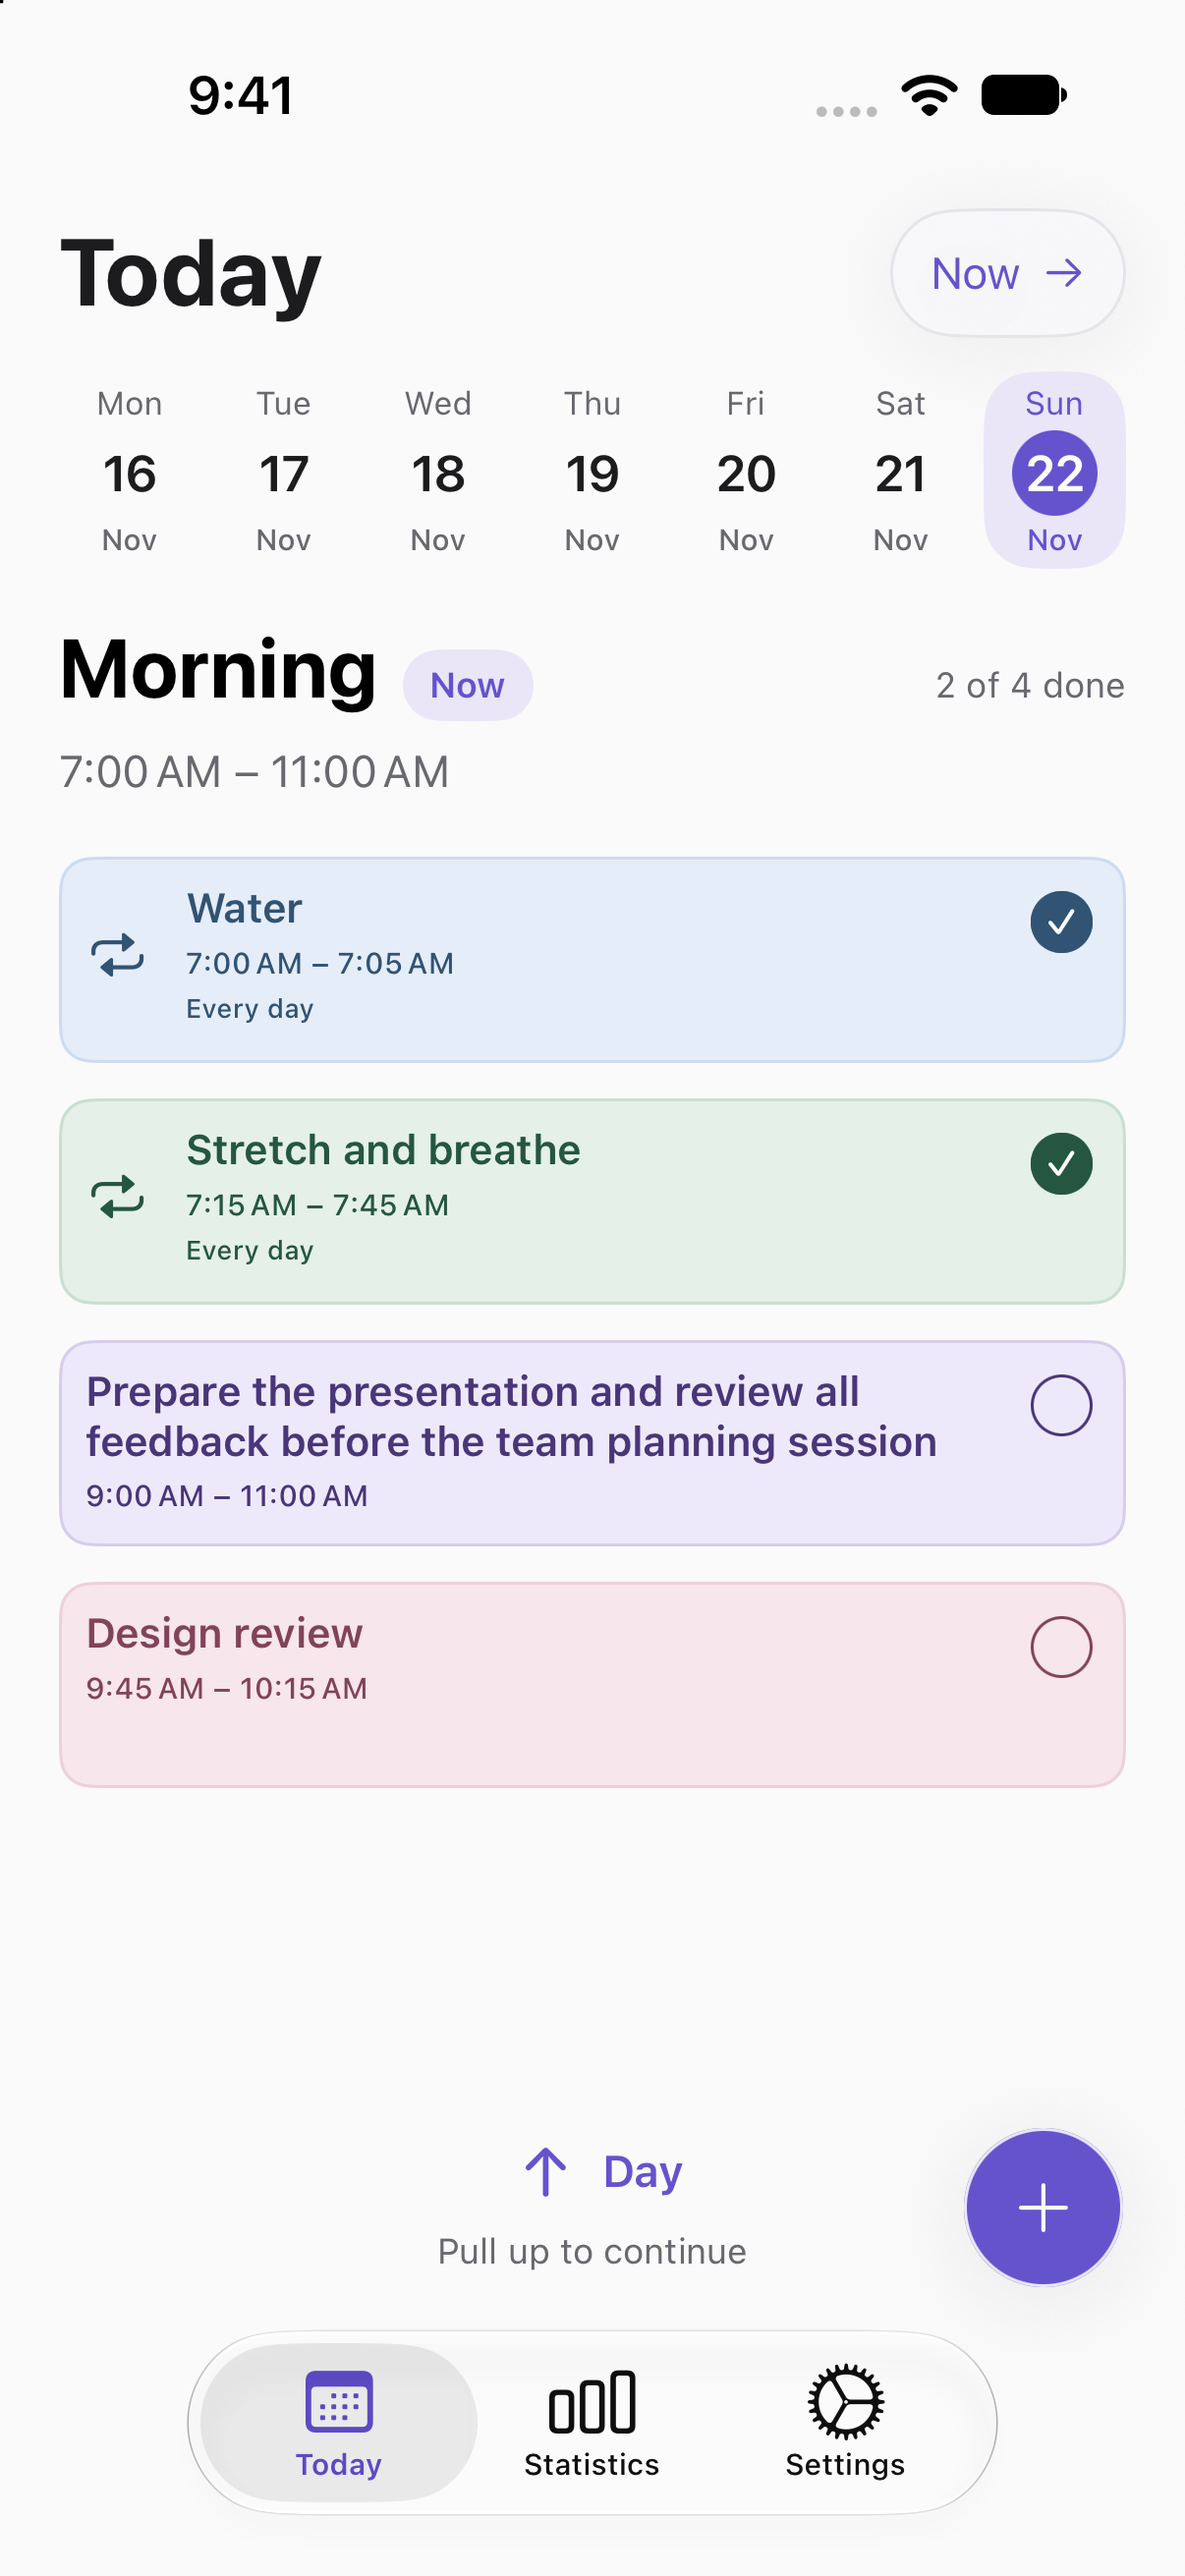 9:41
Today
Now
Mon Tue Wed Thu Fri Sat Sun
16 17 18 19 20 21 22
Nov Nov Nov Nov Nov Nov Nov
Morning Now 2 of 4 done
7:00 AM – 11:00 AM
Water
7:00 AM – 7:05 AM
Every day
Stretch and breathe
7:15 AM – 7:45 AM
Every day
Prepare the presentation and review all
feedback before the team planning session
9:00 AM – 11:00 AM
Design review
9:45 AM – 10:15 AM
Day
Pull up to continue
Today Statistics Settings